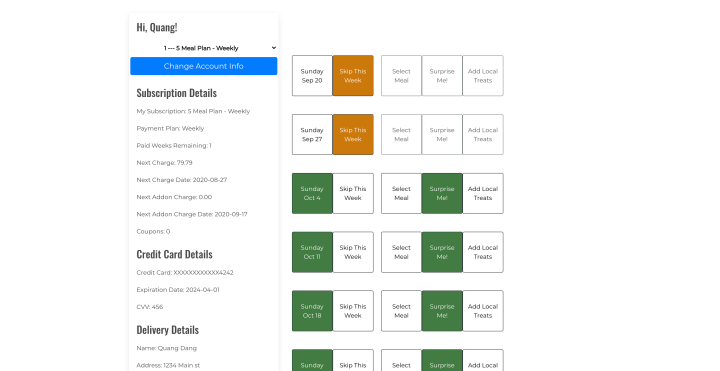 Hi, Quang!
1 --- 5 Meal Plan - Weekly
Change Account Info
Subscription Details
My Subscription: 5 Meal Plan - Weekly
Payment Plan: Weekly
Paid Weeks Remaining: 1
Next Charge: 79.79
Next Charge Date: 2020-08-27
Next Addon Charge: 0.00
Next Addon Charge Date: 2020-09-17
Coupons: 0
Credit Card Details
Credit Card: XXXXXXXXXXXX4242
Expiration Date: 2024-04-01
CVV: 456
Delivery Details
Name: Quang Dang
Address: 1234 Main st
Sunday Skip This Select Surprise Add Local
Sep 20 Week Meal Me! Treats
Sunday Skip This Select Surprise Add Local
Sep 27 Week Meal Me! Treats
Sunday Skip This Select Surprise Add Local
Oct 4 Week Meal Me! Treats
Sunday Skip This Select Surprise Add Local
Oct 11 Week Meal Me! Treats
Sunday Skip This Select Surprise Add Local
Oct 18 Week Meal Me! Treats
Sunday Skip This Select Surprise Add Local